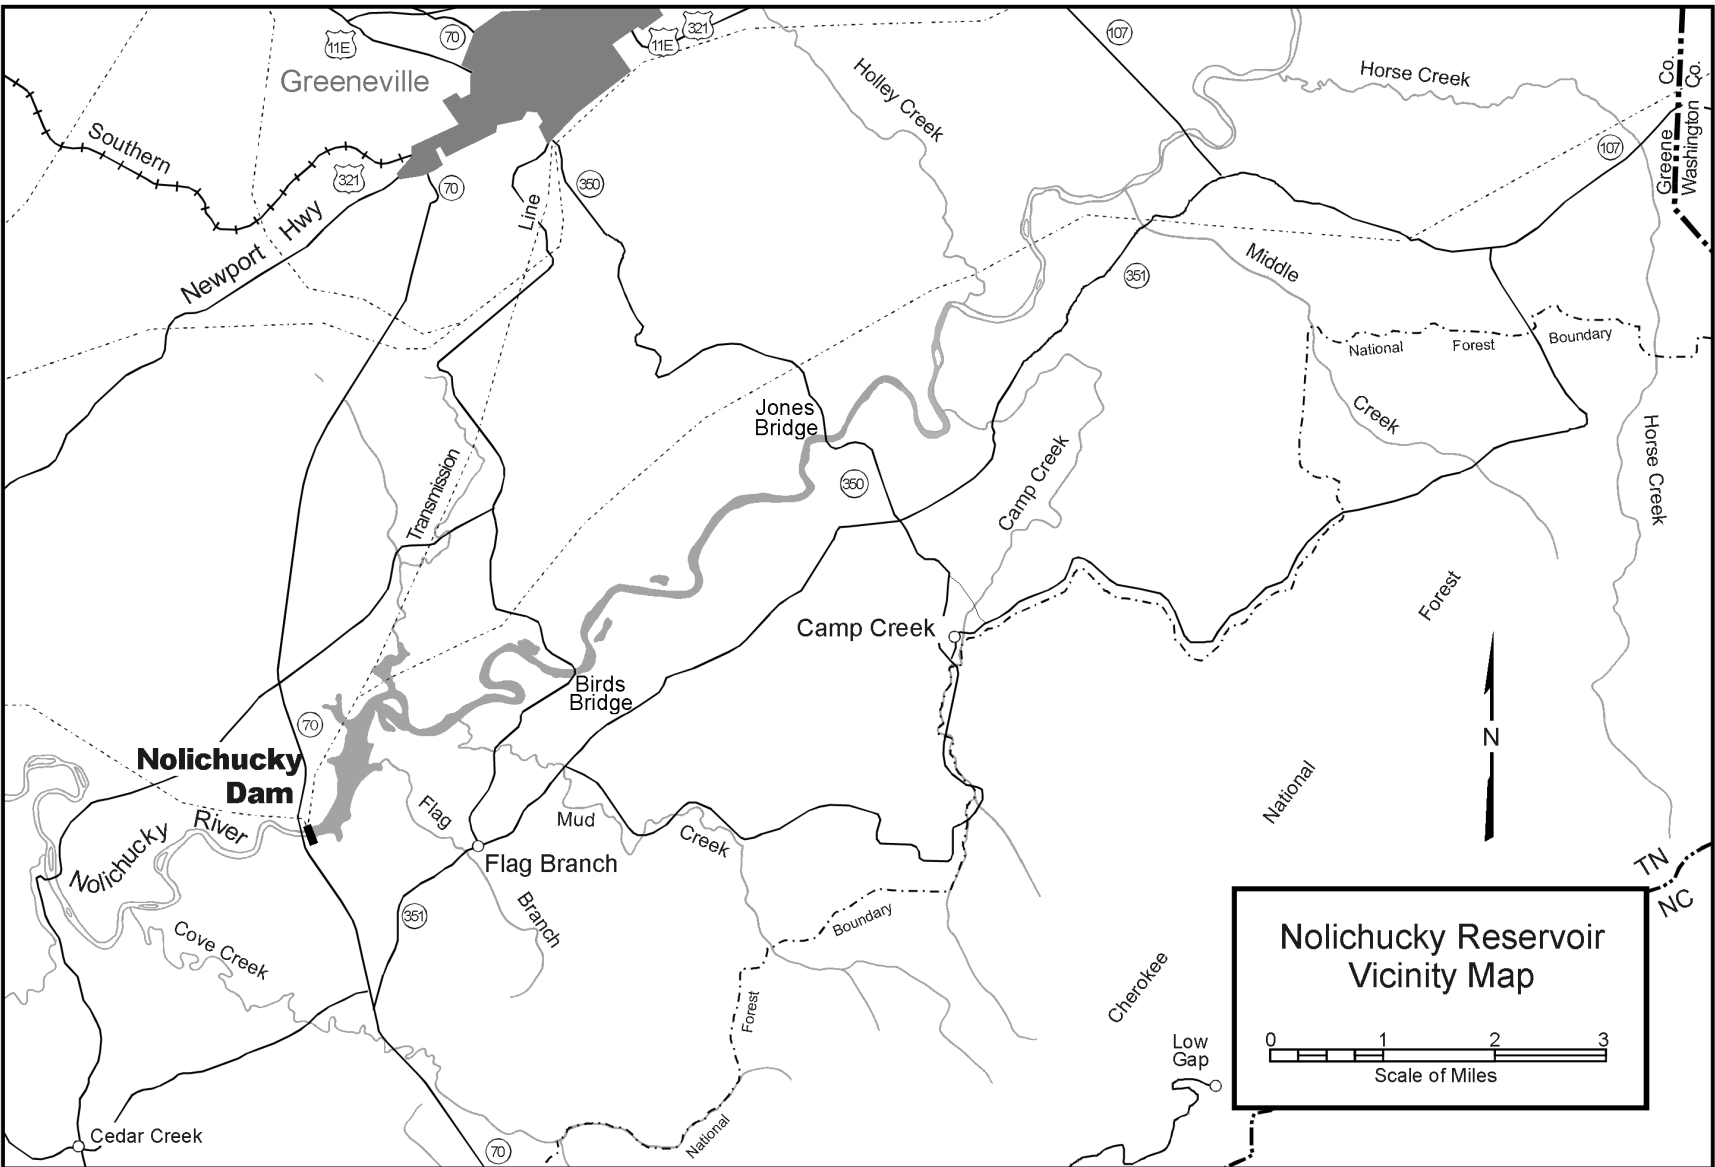 11E
70
11E
321
107
Greeneville
Holley Creek
Horse Creek
Greene Co.
Washington Co.
Southern
321
70
350
107
Line
Newport Hwy
351
Middle
Creek
National Forest Boundary
Jones
Bridge
350
Camp Creek
Transmission
Horse Creek
Camp Creek
Forest
National
Cherokee
N
Birds
Bridge
70
Nolichucky
Dam
Nolichucky River
Flag
Branch
Mud
Creek
Flag Branch
351
Cove Creek
Boundary
Forest
National
TN
NC
Low
Gap
Cedar Creek
70
Nolichucky Reservoir
Vicinity Map
0 1 2 3
Scale of Miles